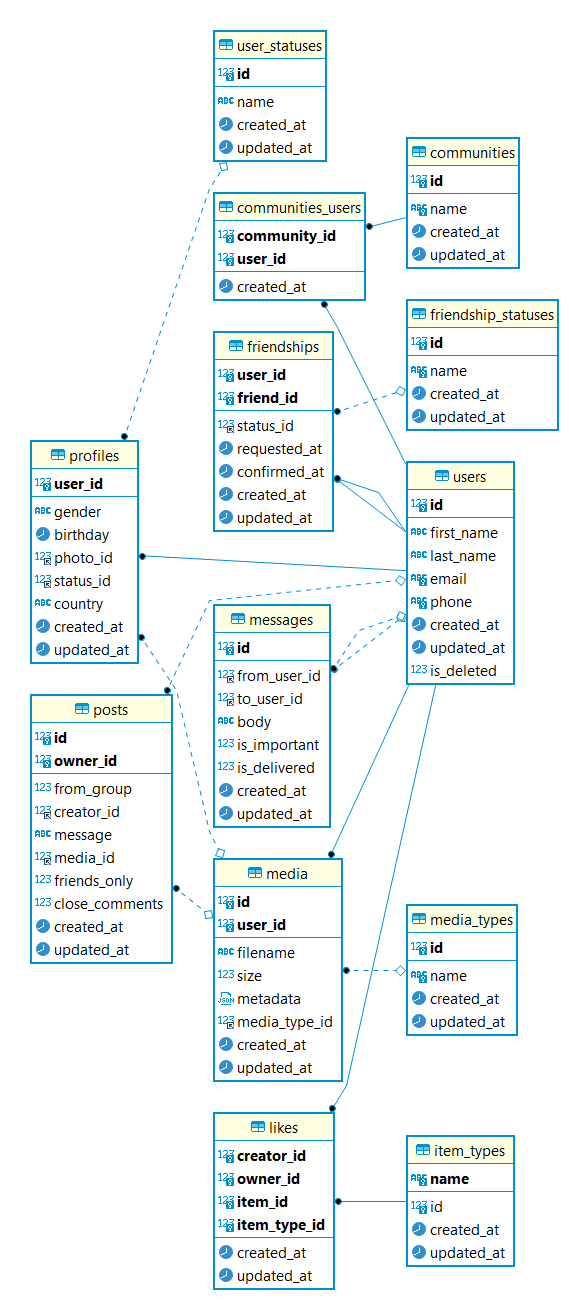 user_statuses
id
name
created_at
updated_at
communities
id
name
created_at
updated_at
communities_users
community_id
user_id
created_at
friendship_statuses
id
name
created_at
updated_at
friendships
user_id
friend_id
status_id
requested_at
confirmed_at
created_at
updated_at
profiles
user_id
gender
birthday
photo_id
status_id
country
created_at
updated_at
users
id
first_name
last_name
email
phone
created_at
updated_at
is_deleted
messages
id
from_user_id
to_user_id
body
is_important
is_delivered
created_at
updated_at
posts
id
owner_id
from_group
creator_id
message
media_id
friends_only
close_comments
created_at
updated_at
media
id
user_id
filename
size
metadata
media_type_id
created_at
updated_at
media_types
id
name
created_at
updated_at
likes
creator_id
owner_id
item_id
item_type_id
created_at
updated_at
item_types
name
id
created_at
updated_at